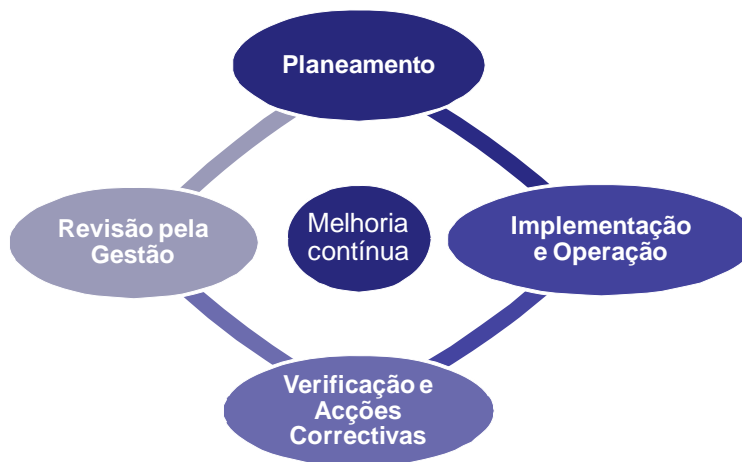 Planeamento
Revisão pela
Gestão
Melhoria
contínua
Implementação
e Operação
Verificação e
Acções
Correctivas